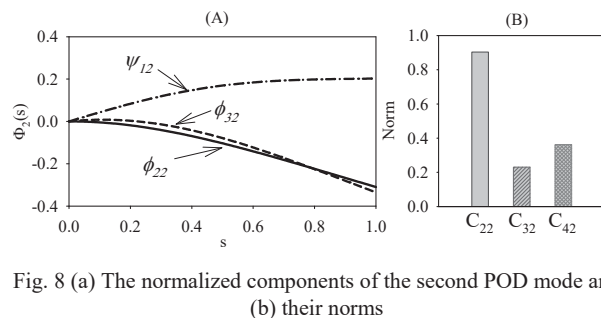 (A)
(B)
0.4
0.2
0.0
-0.2
-0.4
Φ₂(s)
ψ₁₂
ϕ₃₂
ϕ₂₂
0.0 0.2 0.4 0.6 0.8 1.0
s
1.0
0.8
0.6
0.4
0.2
0.0
Norm
C₂₂ C₃₂ C₄₂
Fig. 8 (a) The normalized components of the second POD mode
(b) their norms